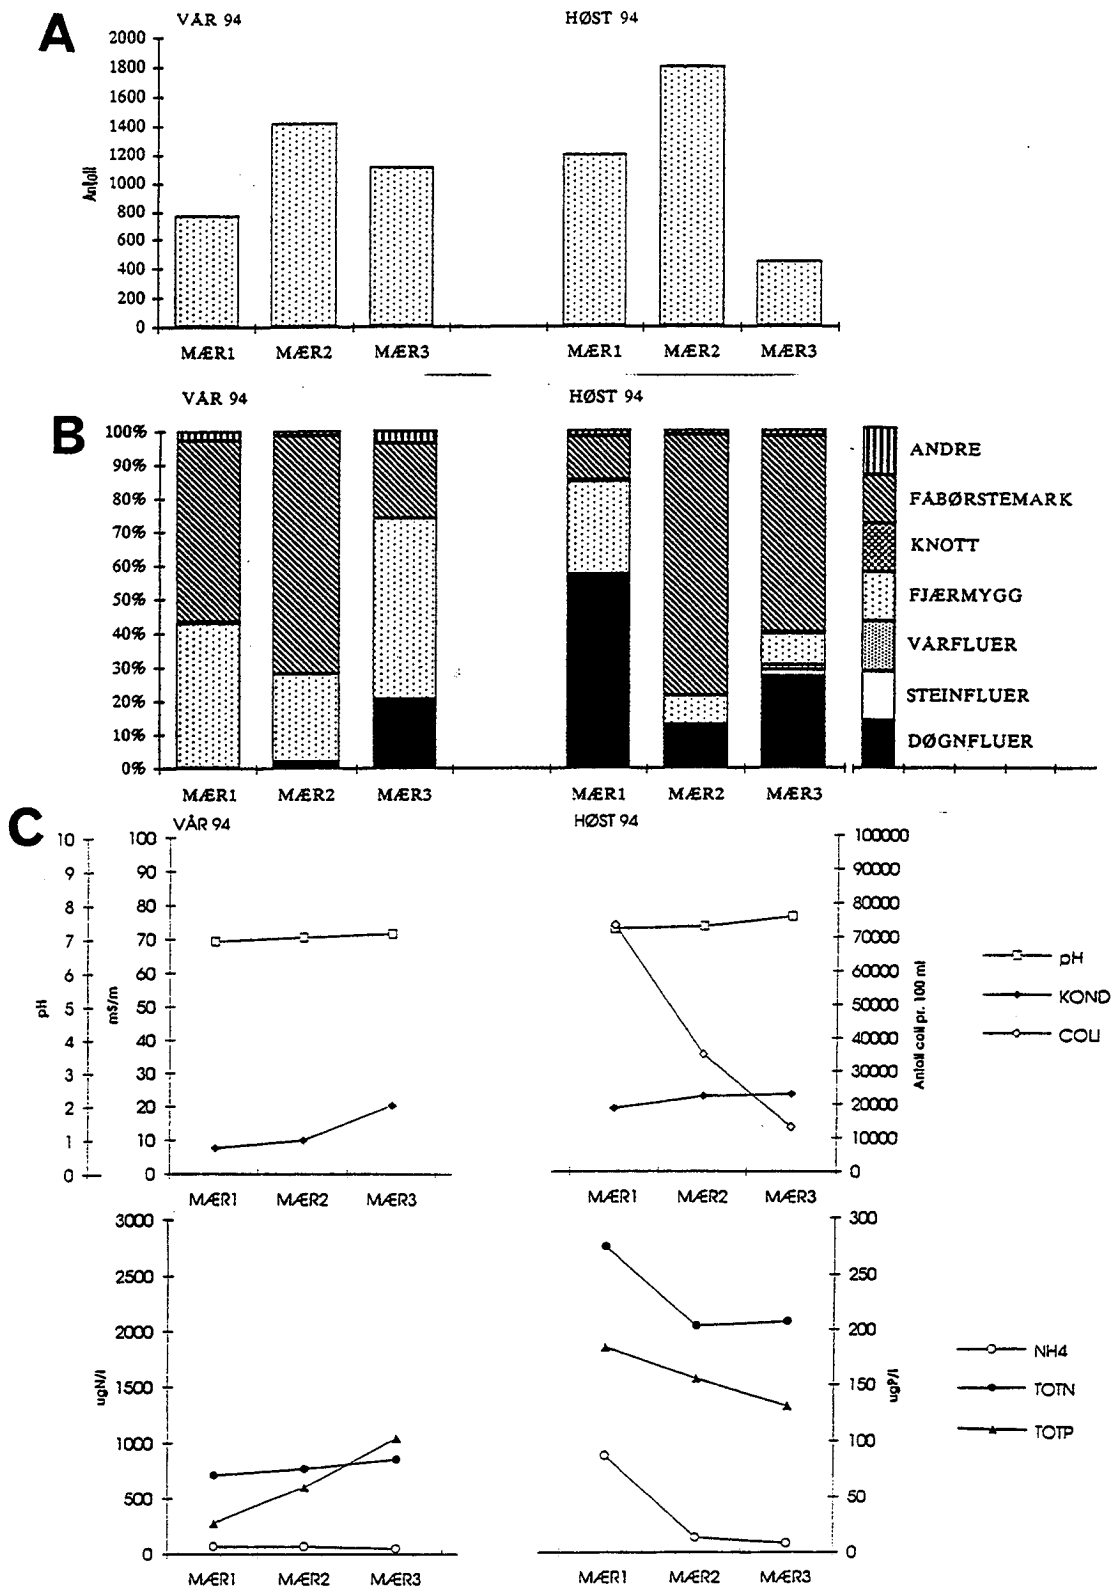 A
VÅR 94
HØST 94
2000
1800
1600
1400
1200
1000
800
600
400
200
0
Antall
MÆR1
MÆR2
MÆR3
MÆR1
MÆR2
MÆR3
B
VÅR 94
HØST 94
100%
90%
80%
70%
60%
50%
40%
30%
20%
10%
0%
MÆR1
MÆR2
MÆR3
MÆR1
MÆR2
MÆR3
ANDRE
FÅBØRSTEMARK
KNOTT
FJÆRMYGG
VÅRFLUER
STEINFLUER
DØGNFLUER
C
VÅR 94
HØST 94
10
9
8
7
6
5
4
3
2
1
0
pH
100
90
80
70
60
50
40
30
20
10
0
mS/m
MÆR1
MÆR2
MÆR3
MÆR1
MÆR2
MÆR3
100000
90000
80000
70000
60000
50000
40000
30000
20000
10000
0
Antall coli pr. 100 ml
pH
KOND
COLI
3000
2500
2000
1500
1000
500
0
ugN/l
MÆR1
MÆR2
MÆR3
MÆR1
MÆR2
MÆR3
300
250
200
150
100
50
0
ugP/l
NH4
TOTN
TOTP